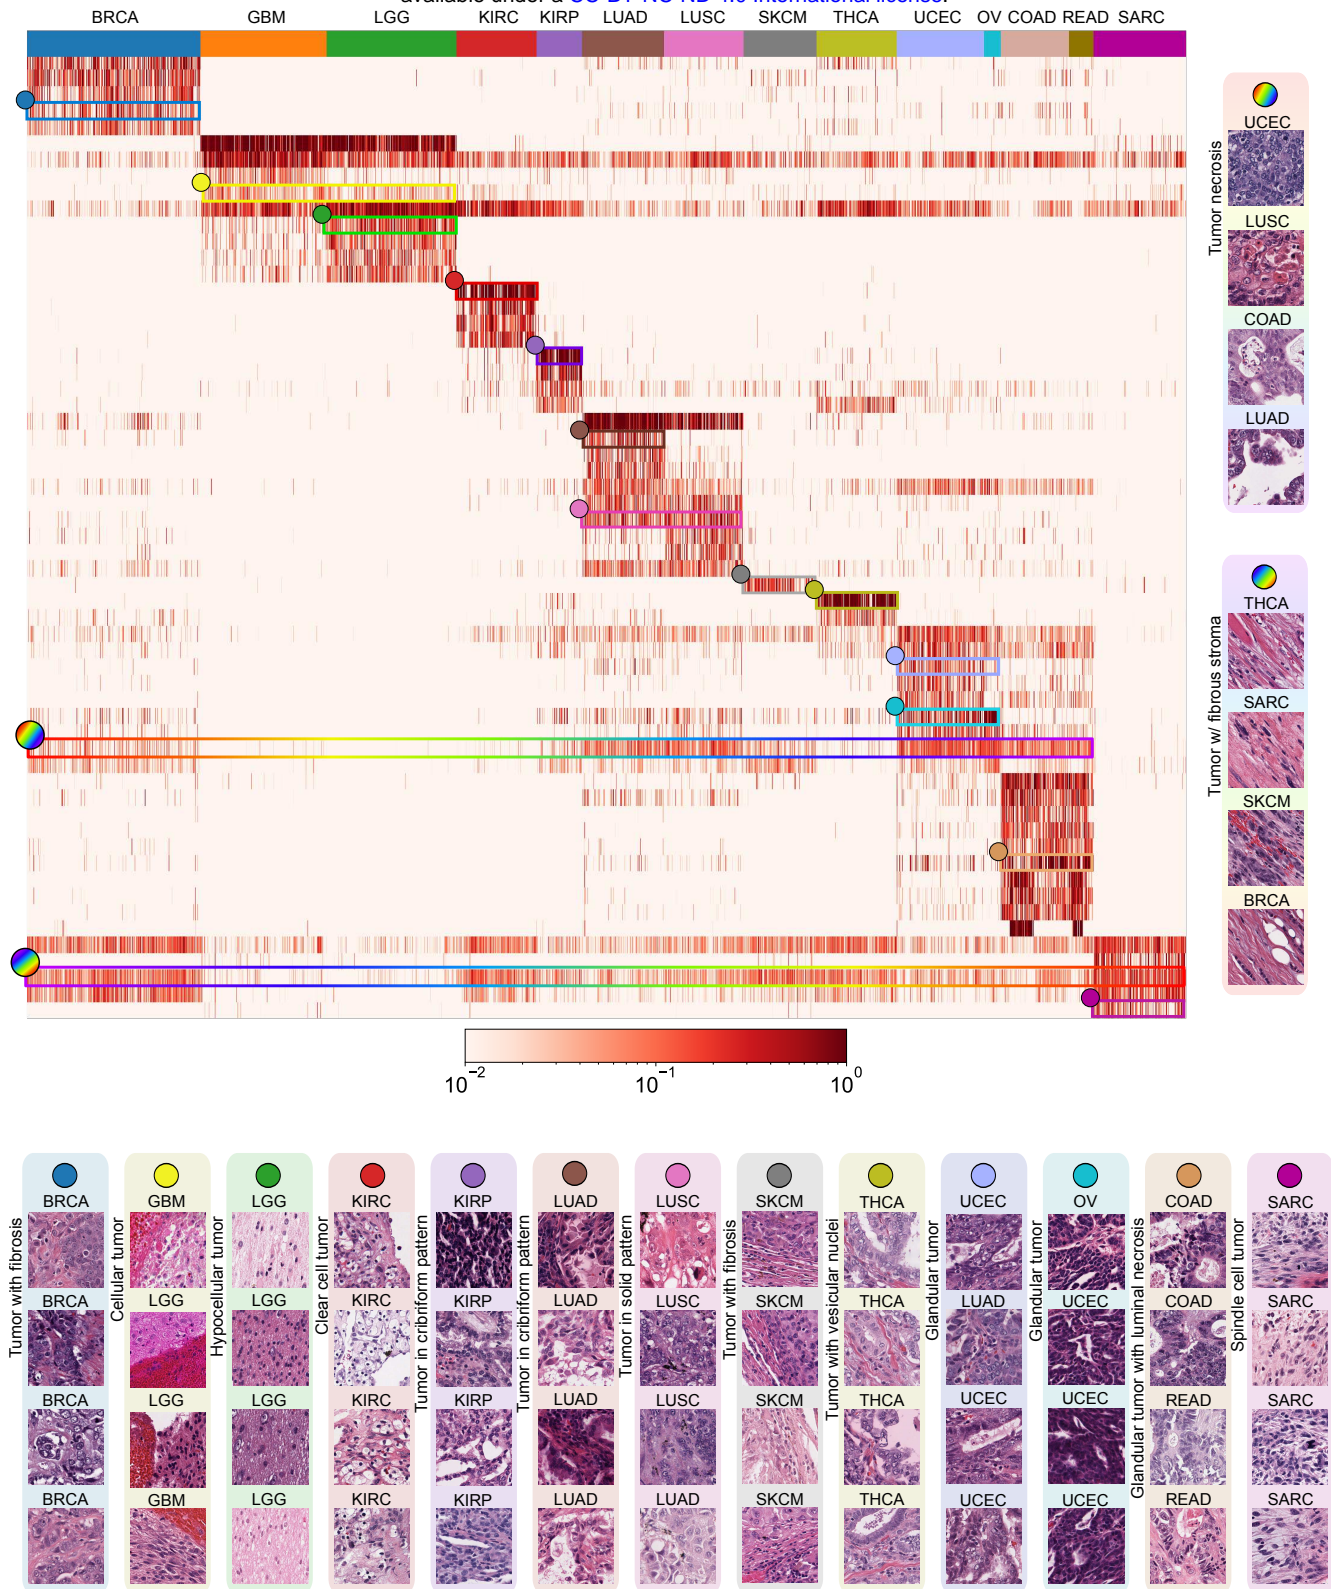 BRCA GBM LGG KIRC KIRP LUAD LUSC SKCM THCA UCEC OV COAD READ SARC
Tumor necrosis
UCEC
LUSC
COAD
LUAD
Tumor w/ fibrous stroma
THCA
SARC
SKCM
BRCA
10−2 10−1 100
Tumor with fibrosis
BRCA
BRCA
BRCA
BRCA
Cellular tumor
GBM
LGG
LGG
GBM
Hypocellular tumor
LGG
LGG
LGG
LGG
Clear cell tumor
KIRC
KIRC
KIRC
KIRC
Tumor in cribriform pattern
KIRP
KIRP
KIRP
KIRP
Tumor in cribriform pattern
LUAD
LUAD
LUAD
LUAD
Tumor in solid pattern
LUSC
LUSC
LUSC
LUAD
Tumor with fibrosis
SKCM
SKCM
SKCM
SKCM
Tumor with vesicular nuclei
THCA
THCA
THCA
THCA
Glandular tumor
UCEC
LUAD
UCEC
UCEC
Glandular tumor
OV
UCEC
UCEC
UCEC
Glandular tumor with luminal necrosis
COAD
COAD
READ
READ
Spindle cell tumor
SARC
SARC
SARC
SARC